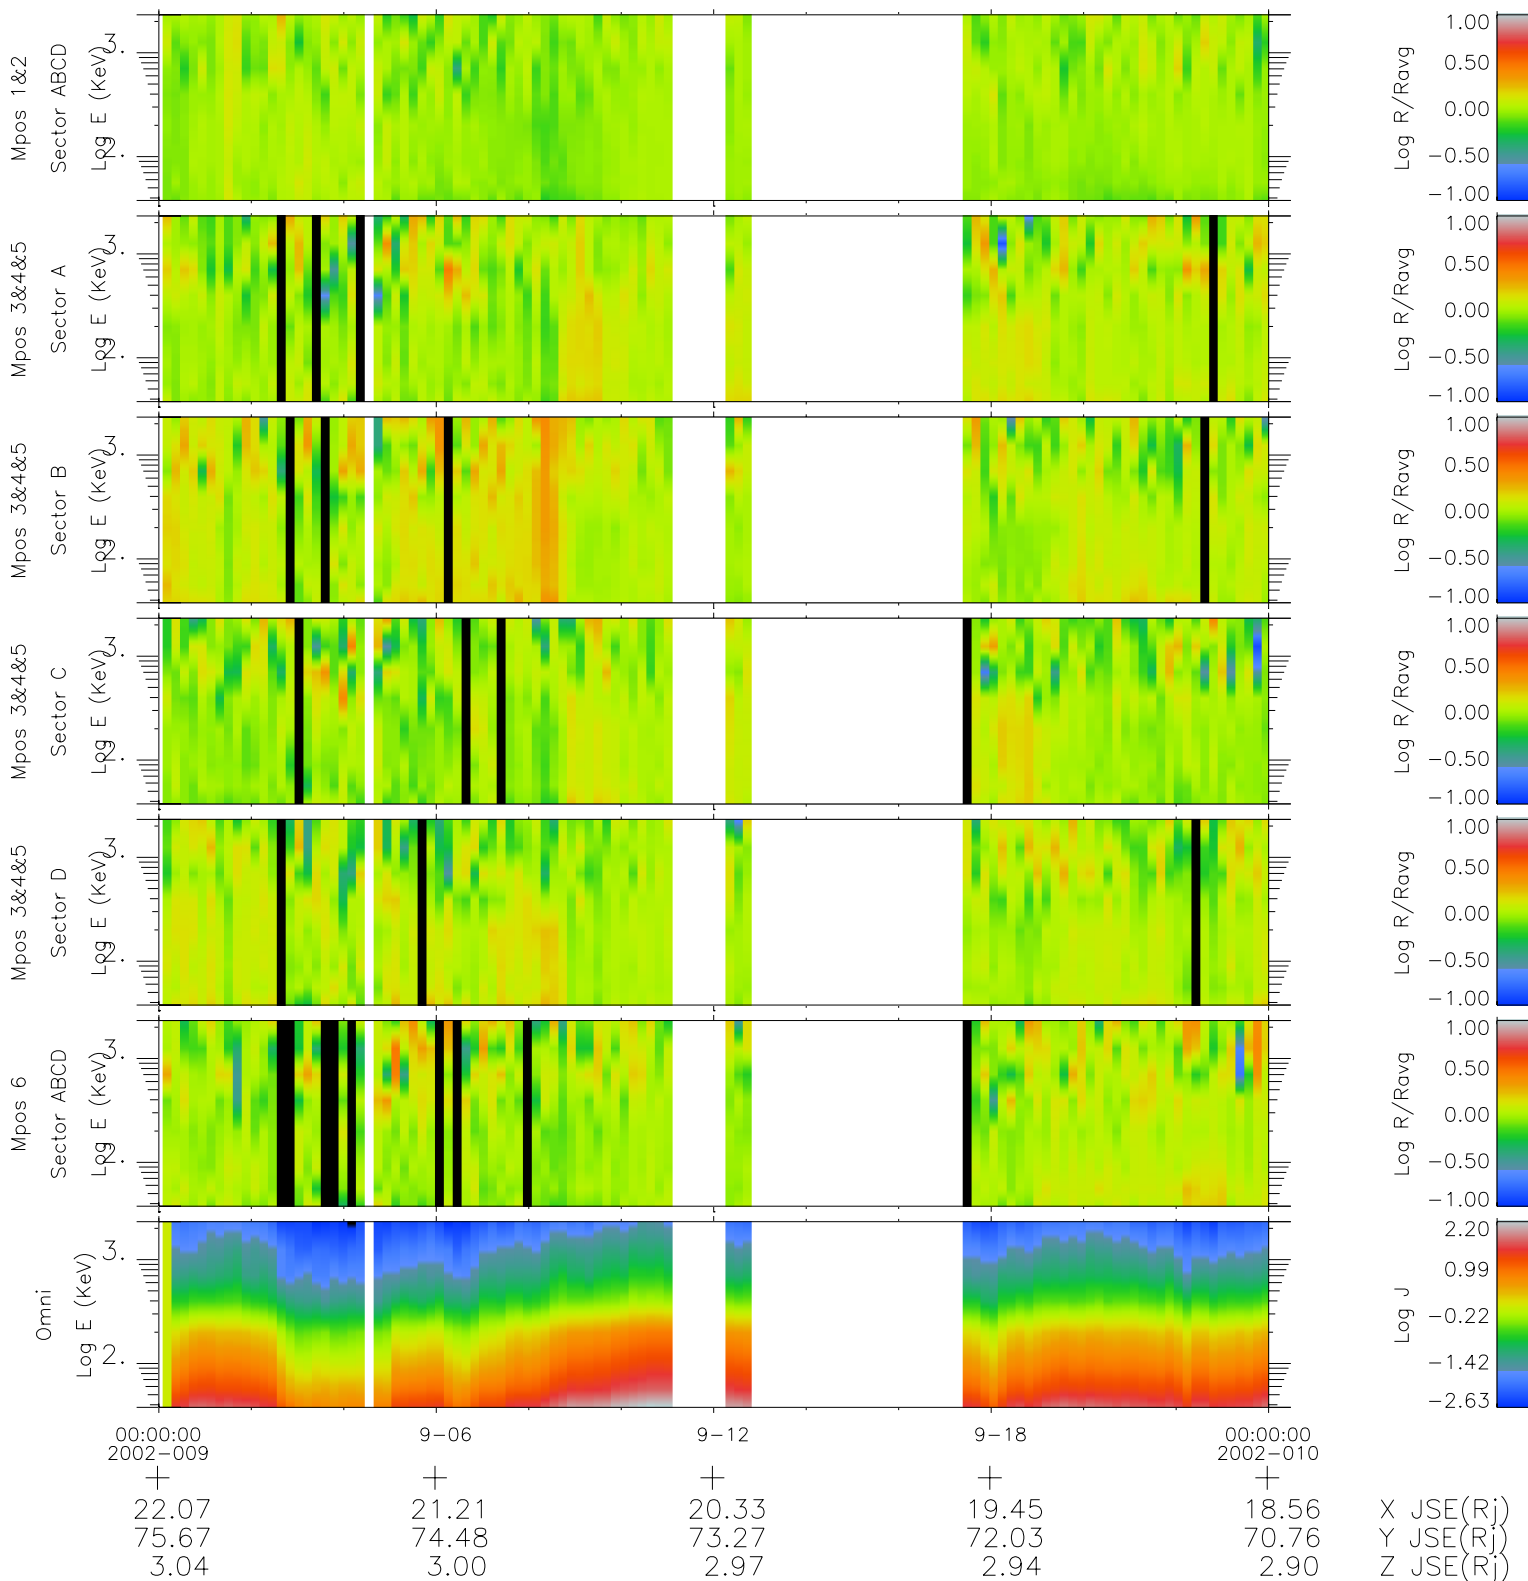 Mpos 1&2
Sector ABCD
Log E (KeV)
3.
2.
Log R/Ravg
1.00
0.50
0.00
-0.50
-1.00
Mpos 3&4&5
Sector A
Log E (KeV)
3.
2.
Log R/Ravg
1.00
0.50
0.00
-0.50
-1.00
Mpos 3&4&5
Sector B
Log E (KeV)
3.
2.
Log R/Ravg
1.00
0.50
0.00
-0.50
-1.00
Mpos 3&4&5
Sector C
Log E (KeV)
3.
2.
Log R/Ravg
1.00
0.50
0.00
-0.50
-1.00
Mpos 3&4&5
Sector D
Log E (KeV)
3.
2.
Log R/Ravg
1.00
0.50
0.00
-0.50
-1.00
Mpos 6
Sector ABCD
Log E (KeV)
3.
2.
Log R/Ravg
1.00
0.50
0.00
-0.50
-1.00
Omni
Log E (KeV)
3.
2.
Log J
2.20
0.99
-0.22
-1.42
-2.63
00:00:00 9-06 9-12 9-18 00:00:00
2002-009 2002-010
22.07 21.21 20.33 19.45 18.56 X JSE(Rj)
75.67 74.48 73.27 72.03 70.76 Y JSE(Rj)
3.04 3.00 2.97 2.94 2.90 Z JSE(Rj)